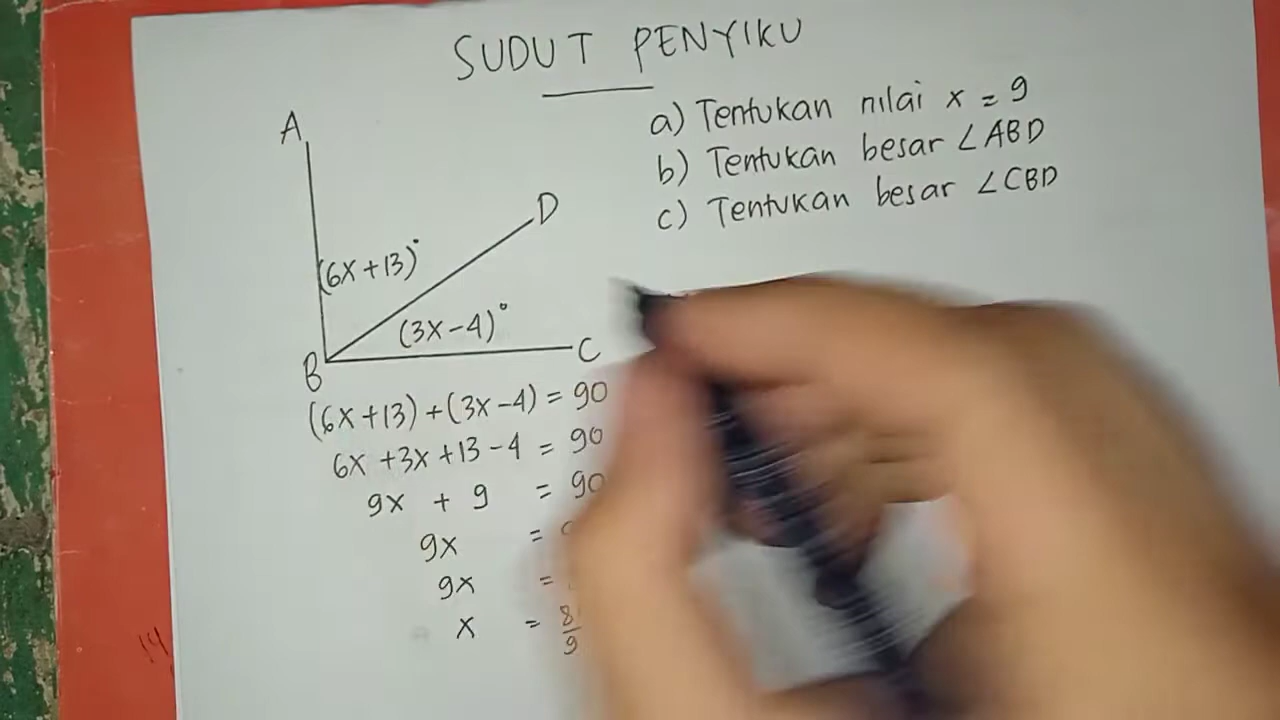 SUDUT PENYIKU
a) Tentukan nilai x = 9
b) Tentukan besar ∠ABD
c) Tentukan besar ∠CBD
A
D
(6x+13)°
(3x-4)°
B
C
(6x+13)+(3x-4) = 90
6x +3x +13 -4 = 90
9x + 9 = 90
9x =
9x =
x =
14